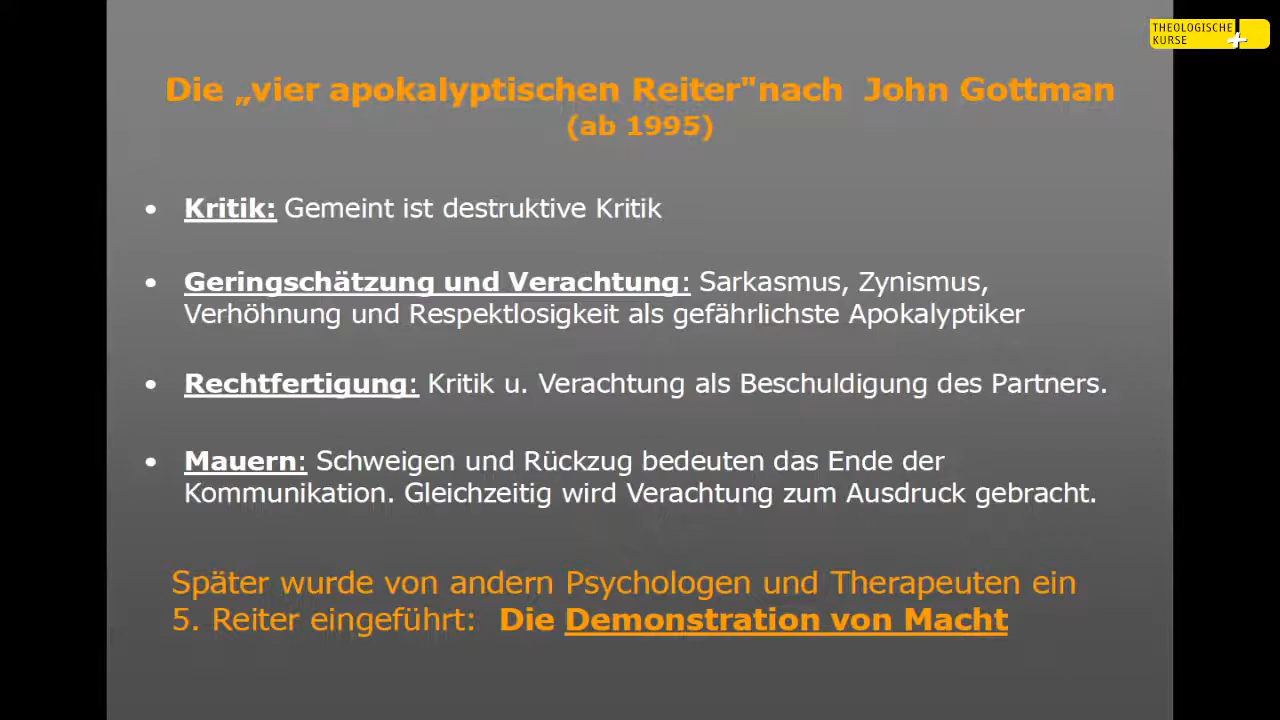 THEOLOGISCHE
KURSE
Die „vier apokalyptischen Reiter"nach John Gottman
(ab 1995)
• Kritik: Gemeint ist destruktive Kritik
• Geringschätzung und Verachtung: Sarkasmus, Zynismus,
Verhöhnung und Respektlosigkeit als gefährlichste Apokalyptiker
• Rechtfertigung: Kritik u. Verachtung als Beschuldigung des Partners.
• Mauern: Schweigen und Rückzug bedeuten das Ende der
Kommunikation. Gleichzeitig wird Verachtung zum Ausdruck gebracht.
Später wurde von andern Psychologen und Therapeuten ein
5. Reiter eingeführt: Die Demonstration von Macht